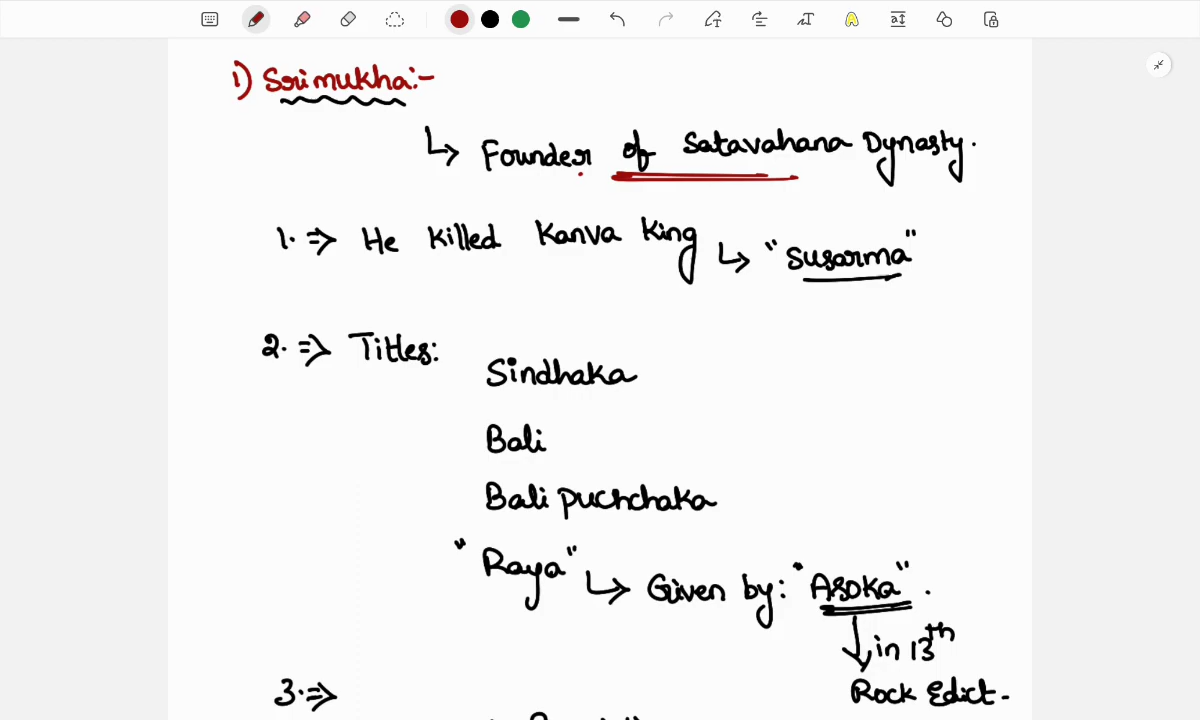 1) Srimukha:-
↳ Founder of Satavahana Dynasty.
1. ⇒ He killed Kanva King ↳ "Susarma"
2. ⇒ Titles:
Sindhaka
Bali
Bali puchchaka
"Raya" ↳ Given by: "Asoka".
↓ in 13th
Rock Edict.
3. ⇒